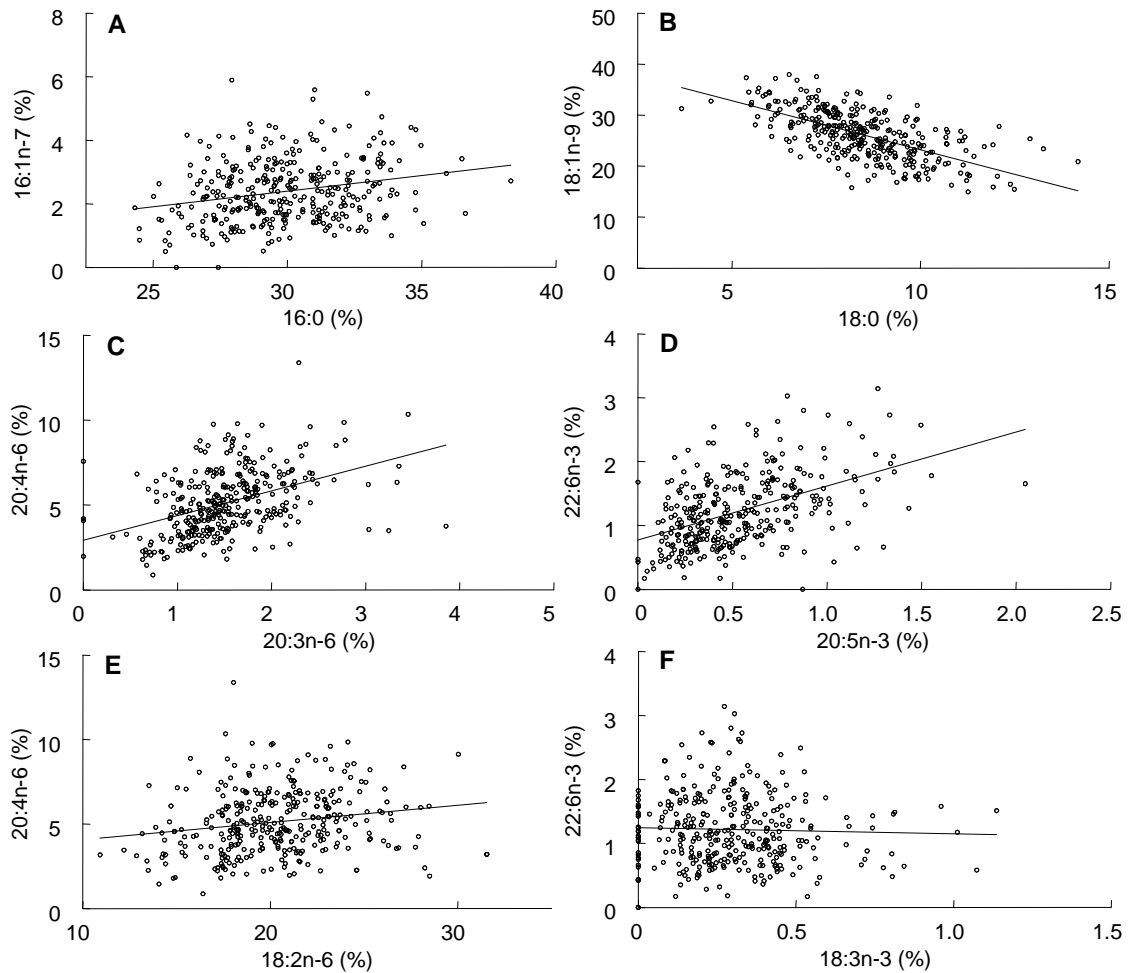 A
16:1n-7 (%)
8
6
4
2
0
25 30 35 40
16:0 (%)
B
18:1n-9 (%)
50
40
30
20
10
0
5 10 15
18:0 (%)
C
20:4n-6 (%)
15
10
5
0
0 1 2 3 4 5
20:3n-6 (%)
D
22:6n-3 (%)
4
3
2
1
0
0 0.5 1.0 1.5 2.0 2.5
20:5n-3 (%)
E
20:4n-6 (%)
15
10
5
0
10 20 30
18:2n-6 (%)
F
22:6n-3 (%)
4
3
2
1
0
0 0.5 1.0 1.5
18:3n-3 (%)